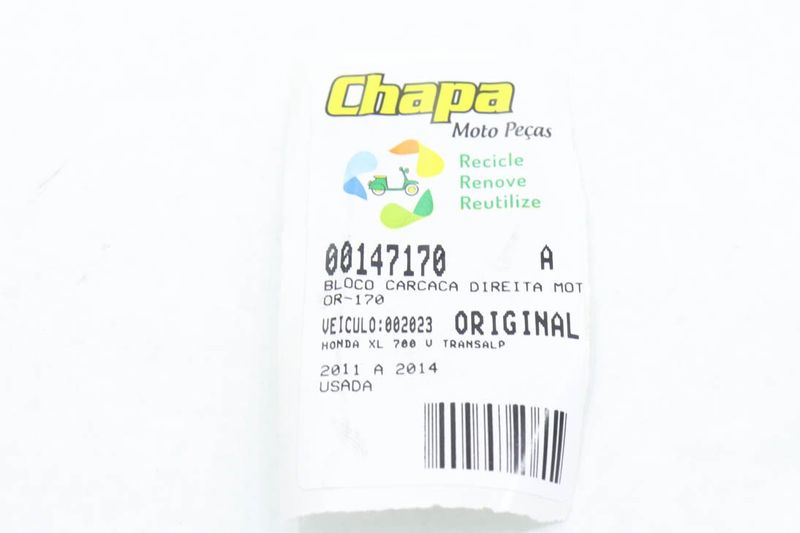 Chapa
Moto Peças
Recicle
Renove
Reutilize
00147170 A
BLOCO CARCACA DIREITA MOT
OR-170
VEICULO:002023 ORIGINAL
HONDA XL 700 V TRANSALP
2011 A 2014
USADA